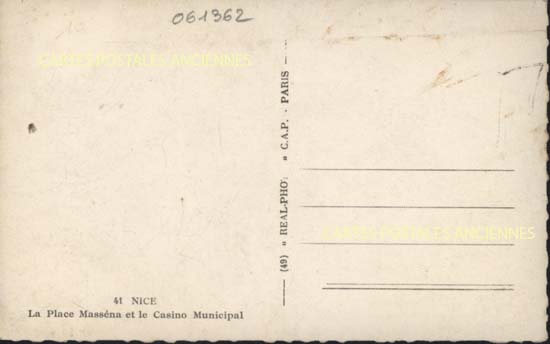 061362
CARTES POSTALES ANCIENNES
(49) « REAL-PHO « C.A.P. - PARIS
CARTES POSTALES ANCIENNES
41 NICE
La Place Masséna et le Casino Municipal